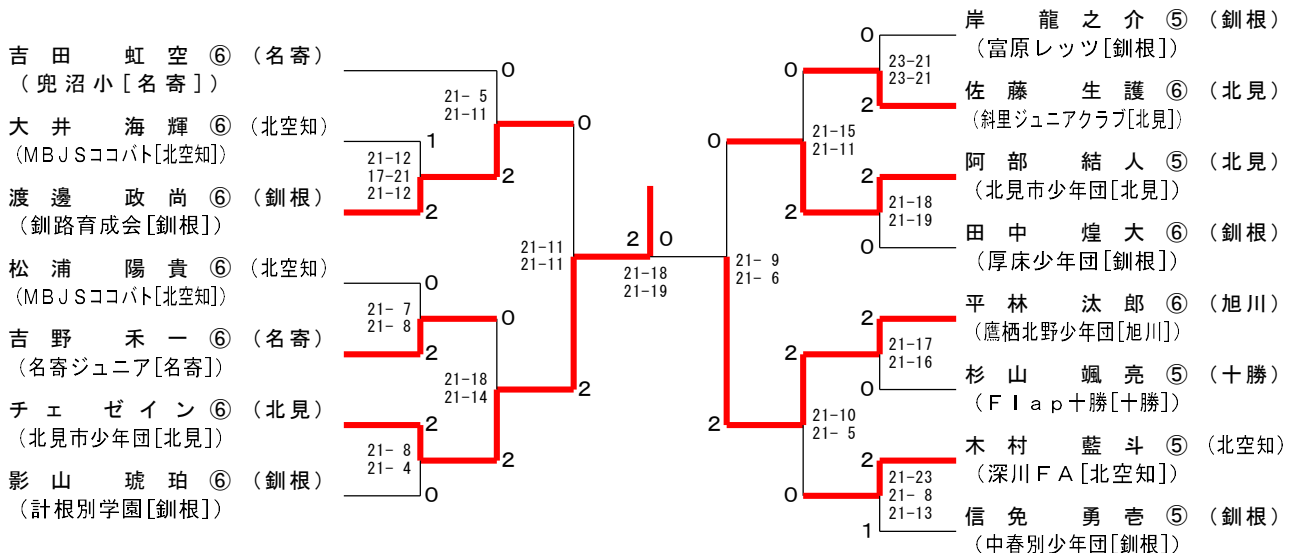 吉田 虹空 ⑥ (名寄)
(兜沼小[名寄])
大井 海輝 ⑥ (北空知)
(MBJSココバト[北空知])
渡邊 政尚 ⑥ (釧根)
(釧路育成会[釧根])
松浦 陽貴 ⑥ (北空知)
(MBJSココバト[北空知])
吉野 禾一 ⑥ (名寄)
(名寄ジュニア[名寄])
チェ ゼイン ⑥ (北見)
(北見市少年団[北見])
影山 琥珀 ⑥ (釧根)
(計根別学園[釧根])
0
21- 5
21-11
1
21-12
17-21
21-12
2
2
0
21- 7
21- 8
2
0
21-18
21-14
2
21- 8
21- 4
0
2
0
21-11
21-11
2
2 0
21-18
21-19
0
21- 9
21- 6
2
0
21-15
21-11
2
2
21-10
21- 5
0
0
23-21
23-21
2
2
21-18
21-19
0
2
21-17
21-16
0
2
21-23
21- 8
21-13
1
岸 龍之介 ⑤ (釧根)
(富原レッツ[釧根])
佐藤 生護 ⑥ (北見)
(斜里ジュニアクラブ[北見])
阿部 結人 ⑤ (北見)
(北見市少年団[北見])
田中 煌大 ⑥ (釧根)
(厚床少年団[釧根])
平林 汰郎 ⑥ (旭川)
(鷹栖北野少年団[旭川])
杉山 颯亮 ⑤ (十勝)
(Flap十勝[十勝])
木村 藍斗 ⑤ (北空知)
(深川FA[北空知])
信免 勇壱 ⑤ (釧根)
(中春別少年団[釧根])